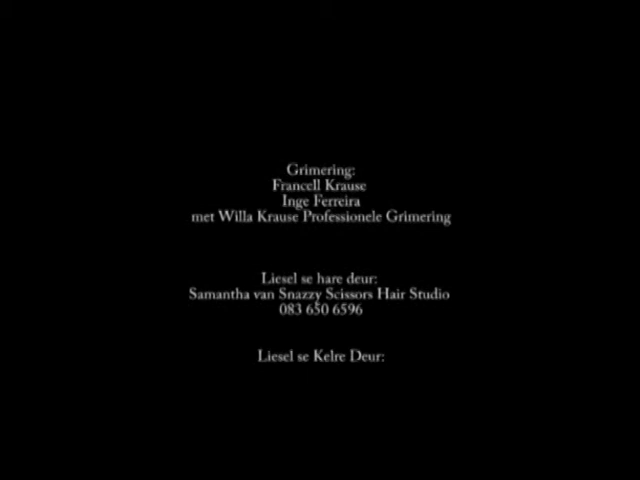 Grimering:
Francell Krause
Inge Ferreira
met Willa Krause Professionele Grimering
Liesel se hare deur:
Samantha van Snazzy Scissors Hair Studio
083 650 6596
Liesel se Kelre Deur: